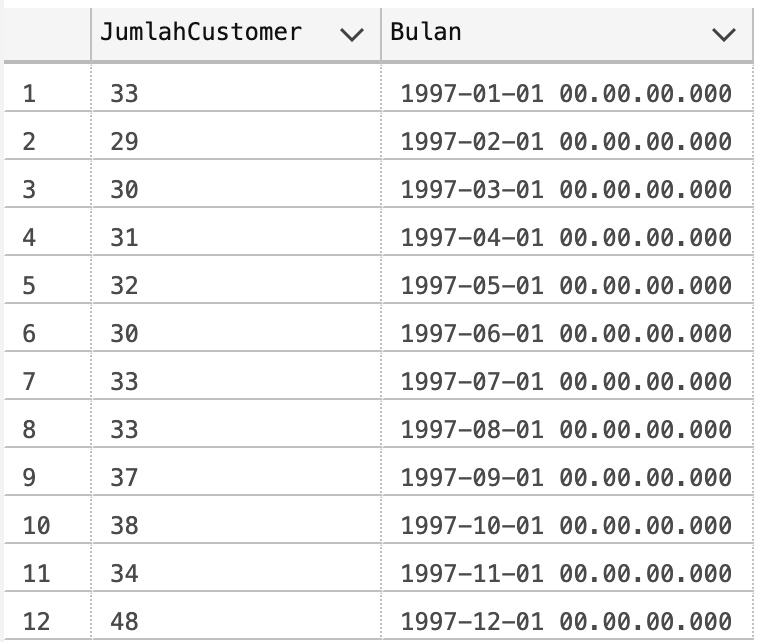 JumlahCustomer Bulan
1 33 1997-01-01 00.00.00.000
2 29 1997-02-01 00.00.00.000
3 30 1997-03-01 00.00.00.000
4 31 1997-04-01 00.00.00.000
5 32 1997-05-01 00.00.00.000
6 30 1997-06-01 00.00.00.000
7 33 1997-07-01 00.00.00.000
8 33 1997-08-01 00.00.00.000
9 37 1997-09-01 00.00.00.000
10 38 1997-10-01 00.00.00.000
11 34 1997-11-01 00.00.00.000
12 48 1997-12-01 00.00.00.000